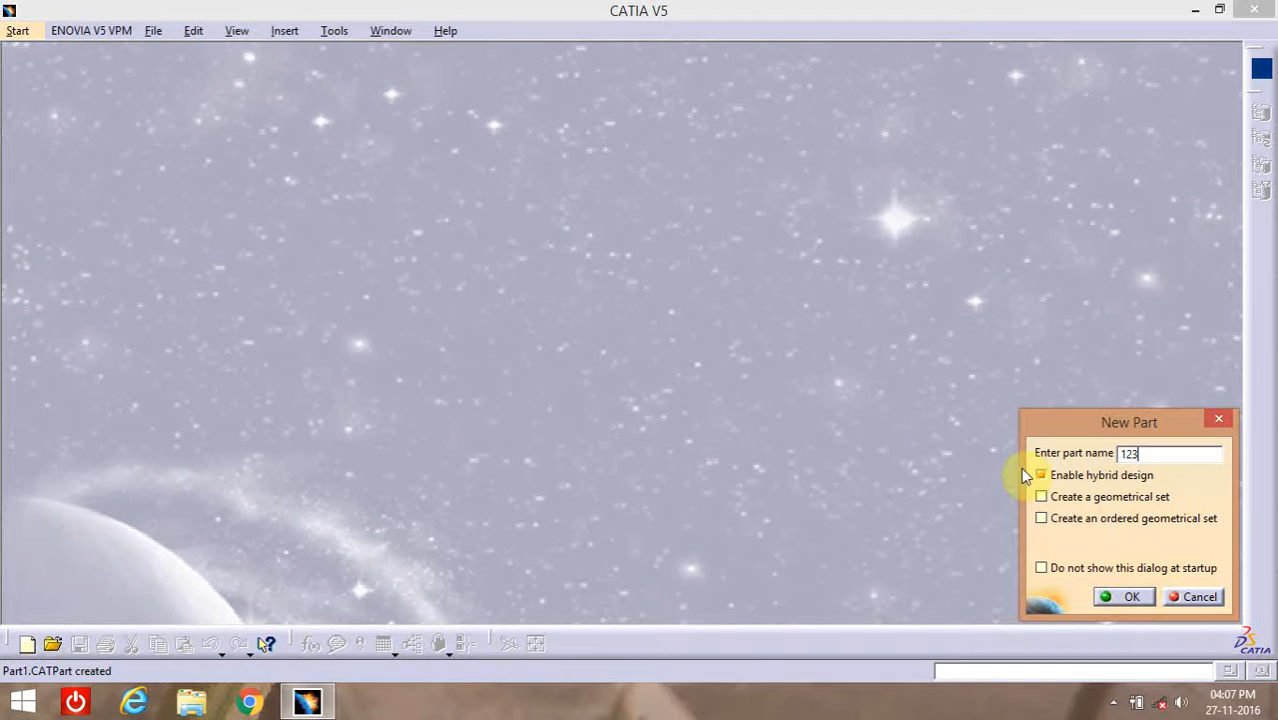 CATIA V5
Start ENOVIA V5 VPM File Edit View Insert Tools Window Help
New Part
Enter part name 123
Enable hybrid design
Create a geometrical set
Create an ordered geometrical set
Do not show this dialog at startup
OK Cancel
CATIA
Part1.CATPart created
04:07 PM
27-11-2016